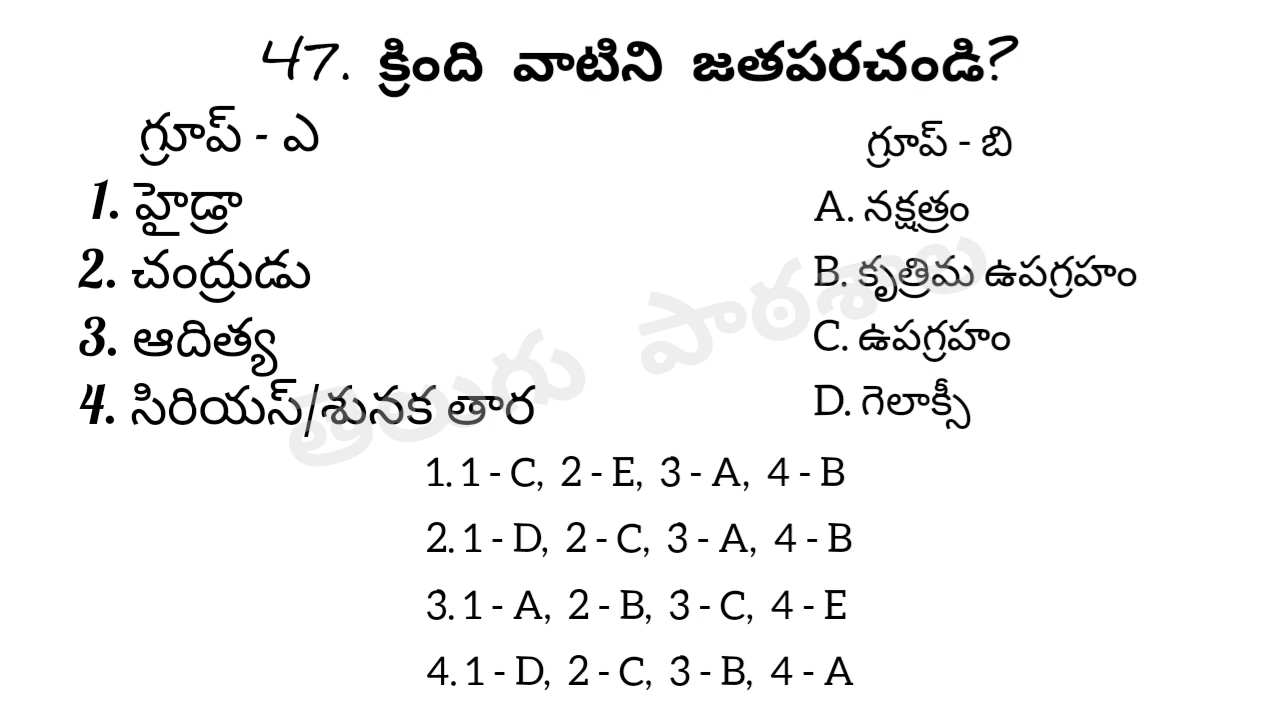 47. క్రింది వాటిని జతపరచండి?
గ్రూప్ - ఎ
గ్రూప్ - బి
1. హైడ్రా
A. నక్షత్రం
2. చంద్రుడు
B. కృత్రిమ ఉపగ్రహం
3. ఆదిత్య
C. ఉపగ్రహం
4. సిరియస్/శునక తార
D. గెలాక్సీ
తెలుగు పాఠశాల
1. 1 - C, 2 - E, 3 - A, 4 - B
2. 1 - D, 2 - C, 3 - A, 4 - B
3. 1 - A, 2 - B, 3 - C, 4 - E
4. 1 - D, 2 - C, 3 - B, 4 - A